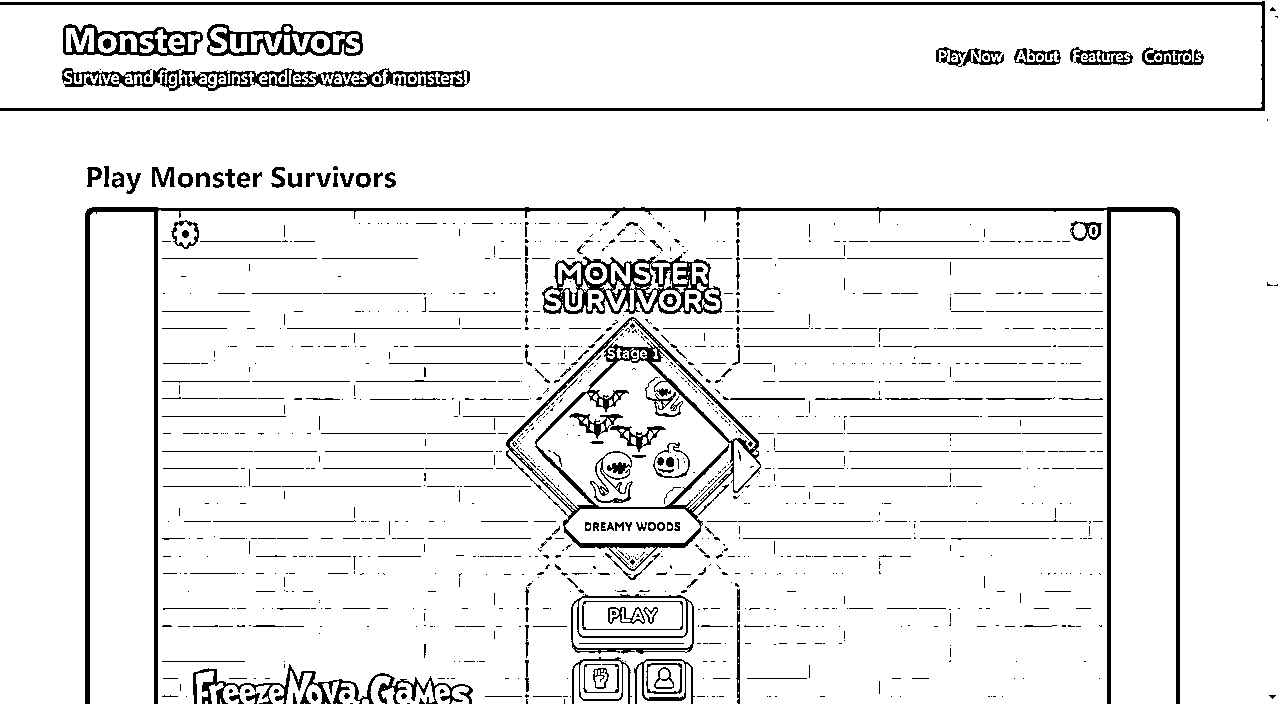 Monster Survivors
Survive and fight against endless waves of monsters!
Play Now About Features Controls
Play Monster Survivors
0
MONSTER
SURVIVORS
Stage 1
DREAMY WOODS
PLAY
FreezeNova.Games